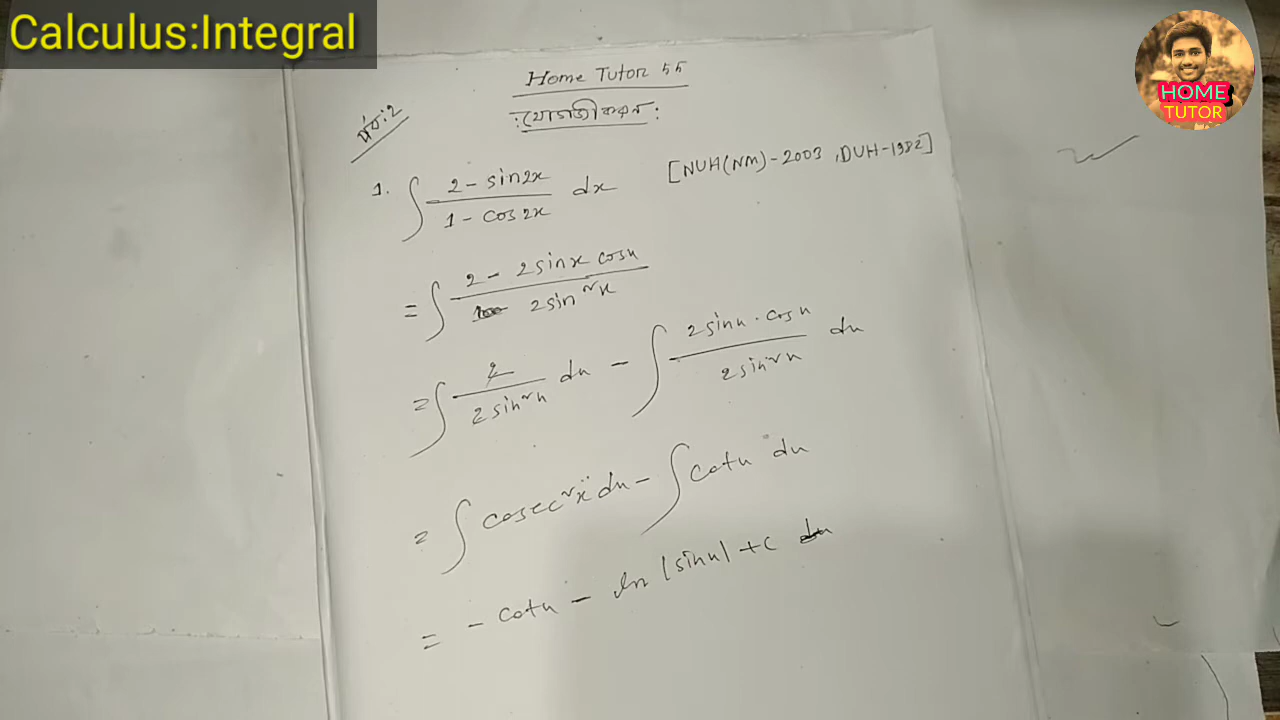 Calculus:Integral
HOME
TUTOR
Home Tutor 55
:যোগজীকরণ:
পর্ব:২
1. ∫ (2 - sin2x)/(1 - cos2x) dx [NUH(NM)-2003, DUH-1982]
= ∫ (2 - 2sinx cosx)/(2sin²x)
= ∫ 2/(2sin²x) dx - ∫ (2sinx · cosx)/(2sin²x) dx
= ∫ cosec²x dx - ∫ cotx dx
= - cotx - ln |sinx| + c